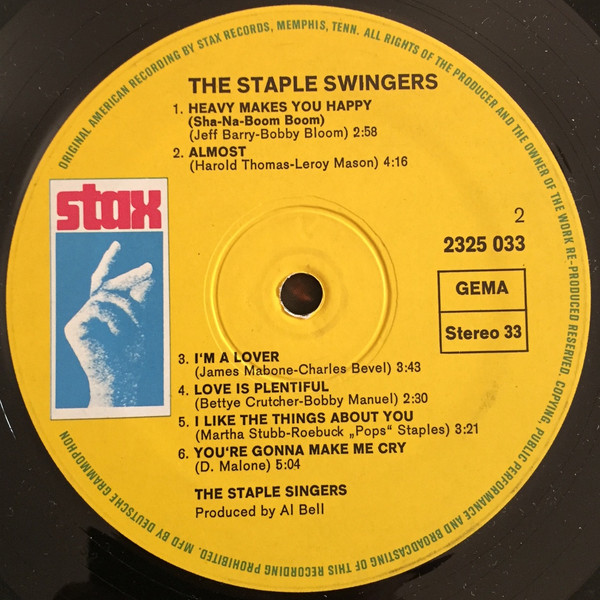 ORIGINAL AMERICAN RECORDING BY STAX RECORDS, MEMPHIS, TENN. ALL RIGHTS OF THE PRODUCER AND THE OWNER OF THE WORK RE-PRODUCED RESERVED. COPYING, PUBLIC PERFORMANCE AND BROADCASTING OF THIS RECORDING PROHIBITED. MFD BY DEUTSCHE GRAMMOPHON
THE STAPLE SWINGERS
1. HEAVY MAKES YOU HAPPY
(Sha-Na-Boom Boom)
(Jeff Barry-Bobby Bloom) 2:58
2. ALMOST
(Harold Thomas-Leroy Mason) 4:16
stax
2
2325 033
GEMA
Stereo 33
3. I'M A LOVER
(James Mabone-Charles Bevel) 3:43
4. LOVE IS PLENTIFUL
(Bettye Crutcher-Bobby Manuel) 2:30
5. I LIKE THE THINGS ABOUT YOU
(Martha Stubb-Roebuck „Pops“ Staples) 3:21
6. YOU'RE GONNA MAKE ME CRY
(D. Malone) 5:04
THE STAPLE SINGERS
Produced by Al Bell